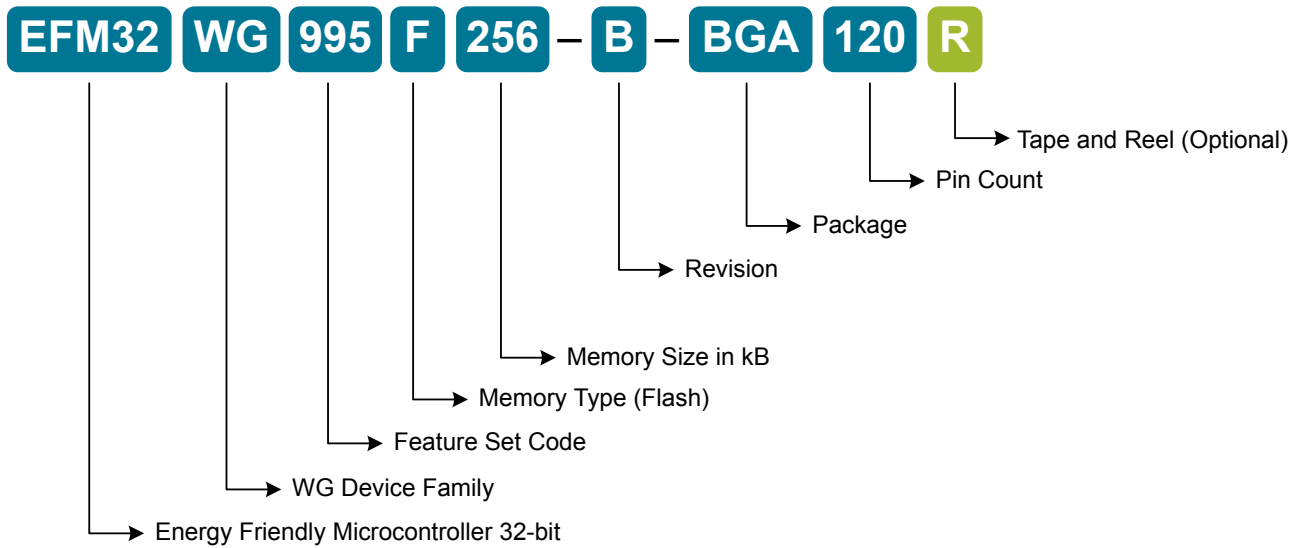 EFM32 WG 995 F 256 – B – BGA 120 R
Tape and Reel (Optional)
Pin Count
Package
Revision
Memory Size in kB
Memory Type (Flash)
Feature Set Code
WG Device Family
Energy Friendly Microcontroller 32-bit